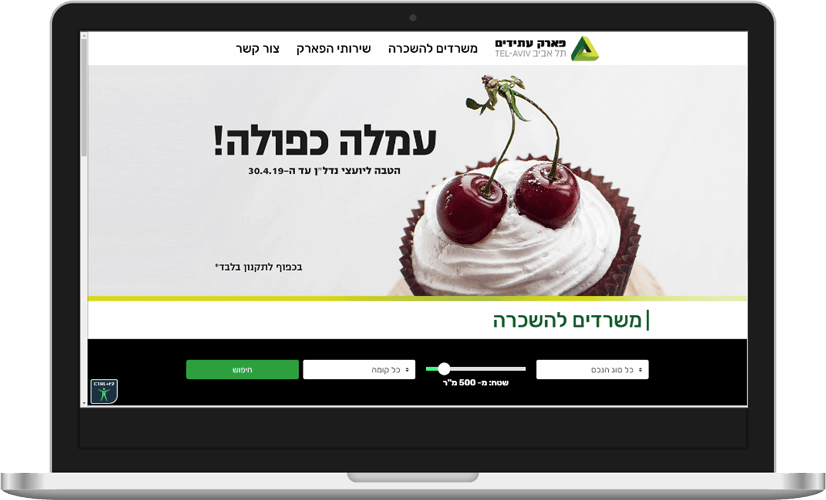 פארק עתידים
תל אביב TEL-AVIV
משרדים להשכרה
שירותי הפארק
צור קשר
עמלה כפולה!
הטבה ליועצי נדל"ן עד ה-30.4.19
בכפוף לתקנון בלבד*
משרדים להשכרה
כל סוג הנכס
שטח: מ- 500 מ"ר
כל קומה
חיפוש
CTRL+F2